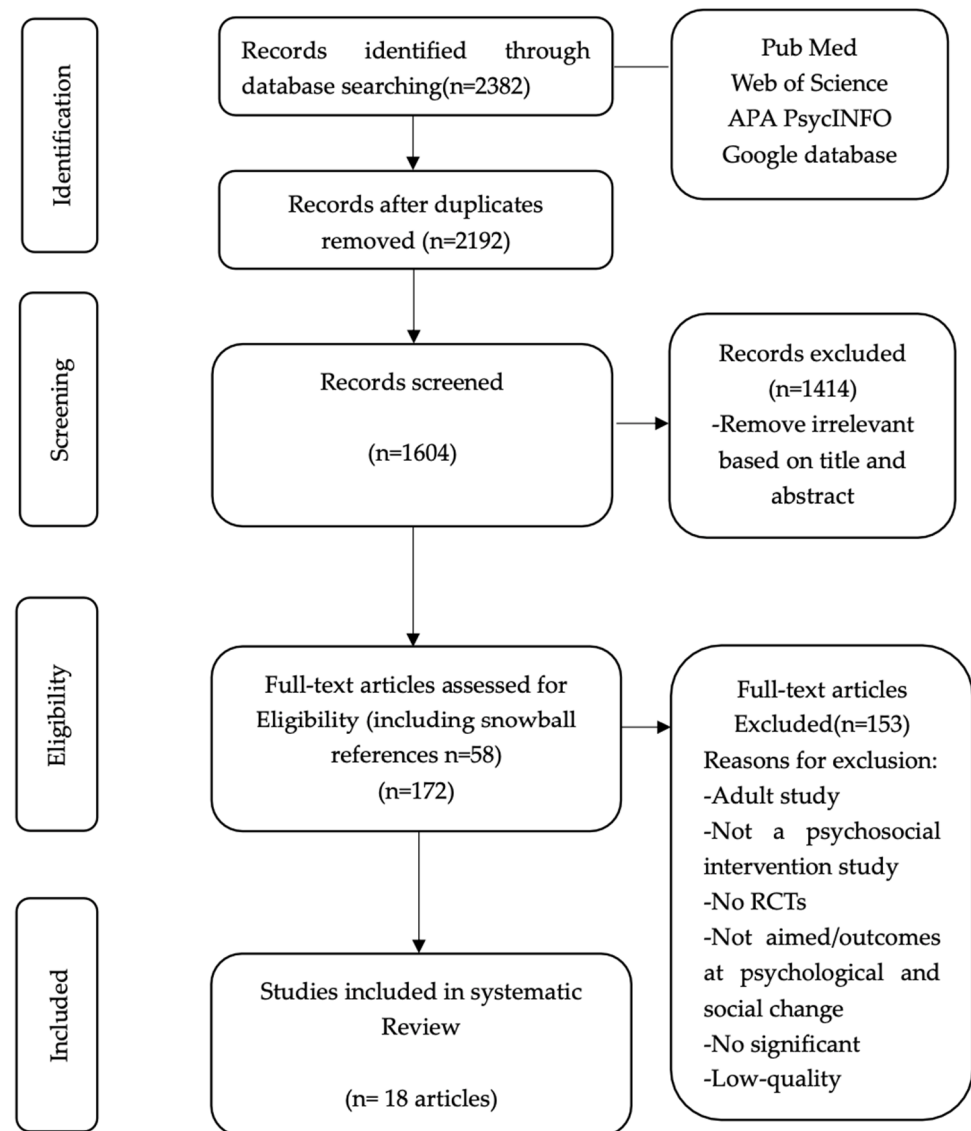 Identification
Records identified through
database searching(n=2382)
Pub Med
Web of Science
APA PsycINFO
Google database
Records after duplicates
removed (n=2192)
Screening
Records screened
(n=1604)
Records excluded
(n=1414)
-Remove irrelevant
based on title and
abstract
Eligibility
Full-text articles assessed for
Eligibility (including snowball
references n=58)
(n=172)
Full-text articles
Excluded(n=153)
Reasons for exclusion:
-Adult study
-Not a psychosocial
intervention study
-No RCTs
-Not aimed/outcomes
at psychological and
social change
-No significant
-Low-quality
Included
Studies included in systematic
Review
(n= 18 articles)